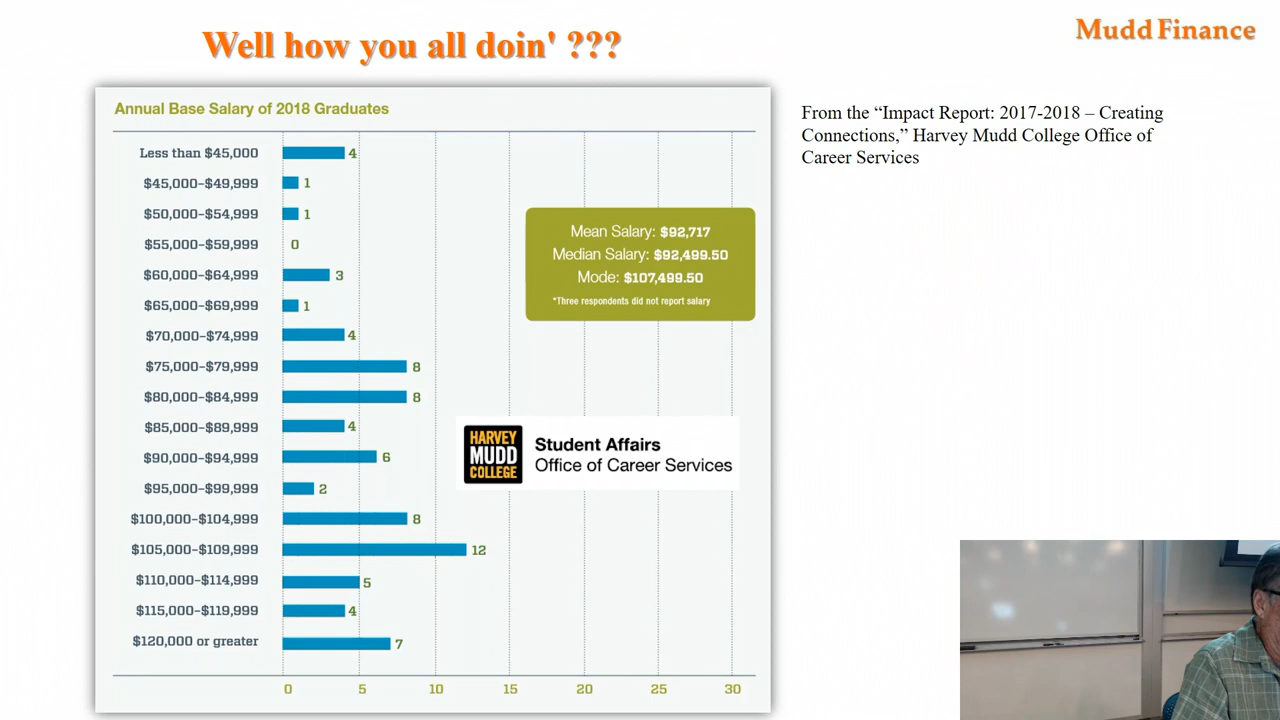 Well how you all doin' ???
Mudd Finance
Annual Base Salary of 2018 Graduates
Less than $45,000 4
$45,000–$49,999 1
$50,000–$54,999 1
$55,000–$59,999 0
$60,000–$64,999 3
$65,000–$69,999 1
$70,000–$74,999 4
$75,000–$79,999 8
$80,000–$84,999 8
$85,000–$89,999 4
$90,000–$94,999 6
$95,000–$99,999 2
$100,000–$104,999 8
$105,000–$109,999 12
$110,000–$114,999 5
$115,000–$119,999 4
$120,000 or greater 7
0 5 10 15 20 25 30
Mean Salary: $92,717
Median Salary: $92,499.50
Mode: $107,499.50
*Three respondents did not report salary
HARVEY
MUDD
COLLEGE
Student Affairs
Office of Career Services
From the “Impact Report: 2017-2018 – Creating
Connections,” Harvey Mudd College Office of
Career Services